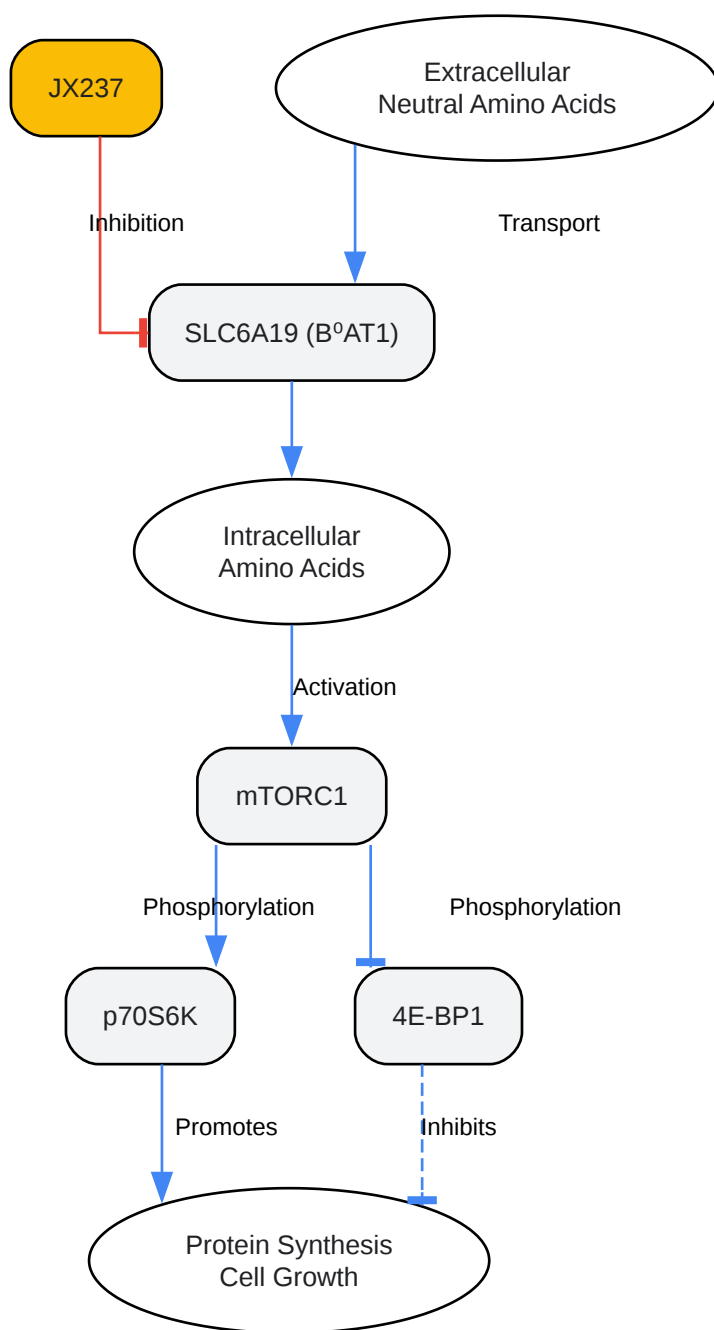 JX237
Extracellular
Neutral Amino Acids
Inhibition
Transport
SLC6A19 (B⁰AT1)
Intracellular
Amino Acids
Activation
mTORC1
Phosphorylation
Phosphorylation
p70S6K
4E-BP1
Promotes
Inhibits
Protein Synthesis
Cell Growth